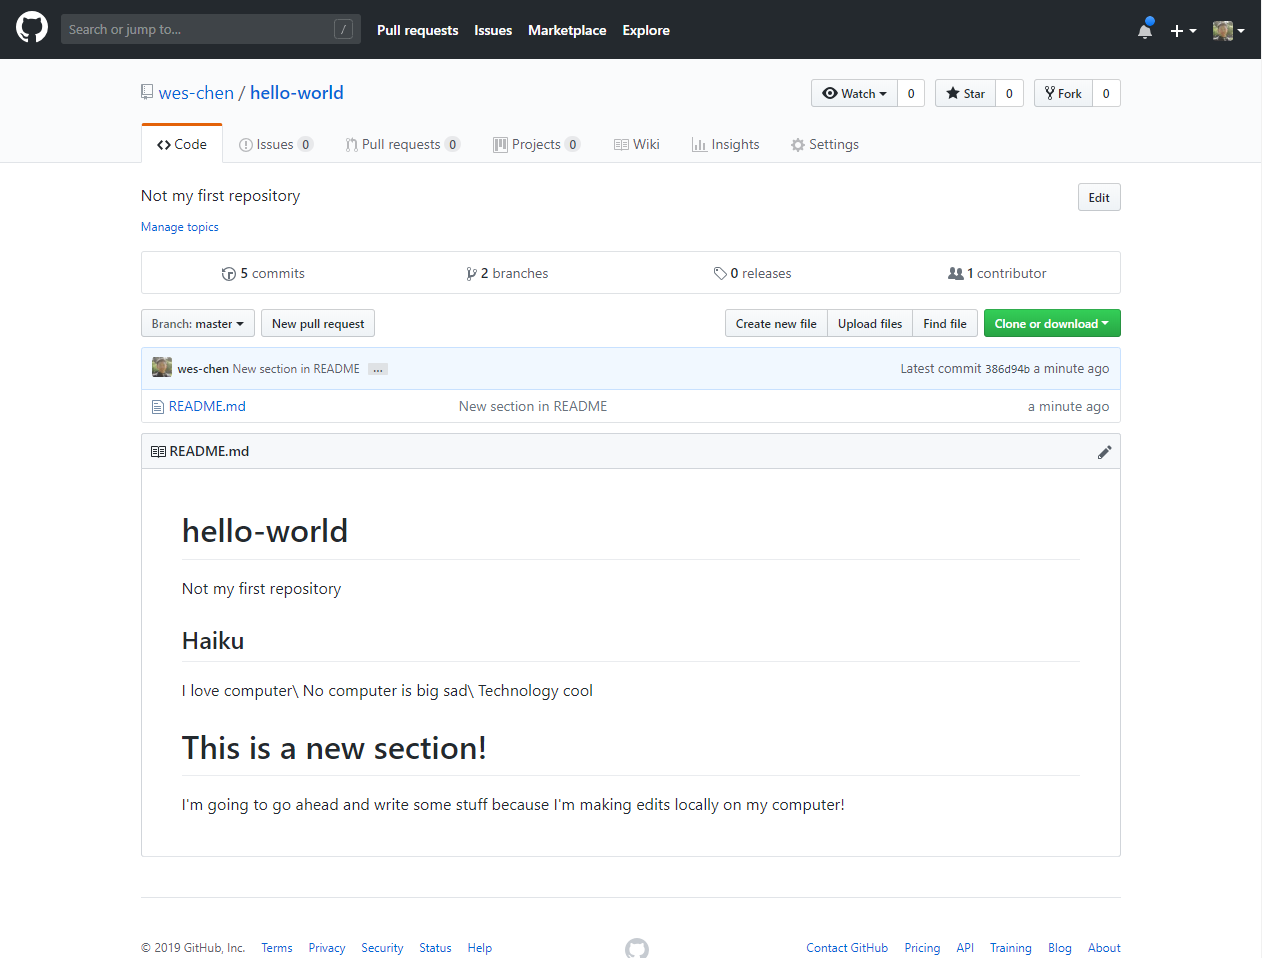 Search or jump to... /
Pull requests Issues Marketplace Explore
wes-chen / hello-world
Watch 0 Star 0 Fork 0
Code Issues 0 Pull requests 0 Projects 0 Wiki Insights Settings
Not my first repository Edit
Manage topics
5 commits 2 branches 0 releases 1 contributor
Branch: master New pull request Create new file Upload files Find file Clone or download
wes-chen New section in README ... Latest commit 386d94b a minute ago
README.md New section in README a minute ago
README.md
hello-world
Not my first repository
Haiku
I love computer\ No computer is big sad\ Technology cool
This is a new section!
I'm going to go ahead and write some stuff because I'm making edits locally on my computer!
© 2019 GitHub, Inc. Terms Privacy Security Status Help Contact GitHub Pricing API Training Blog About